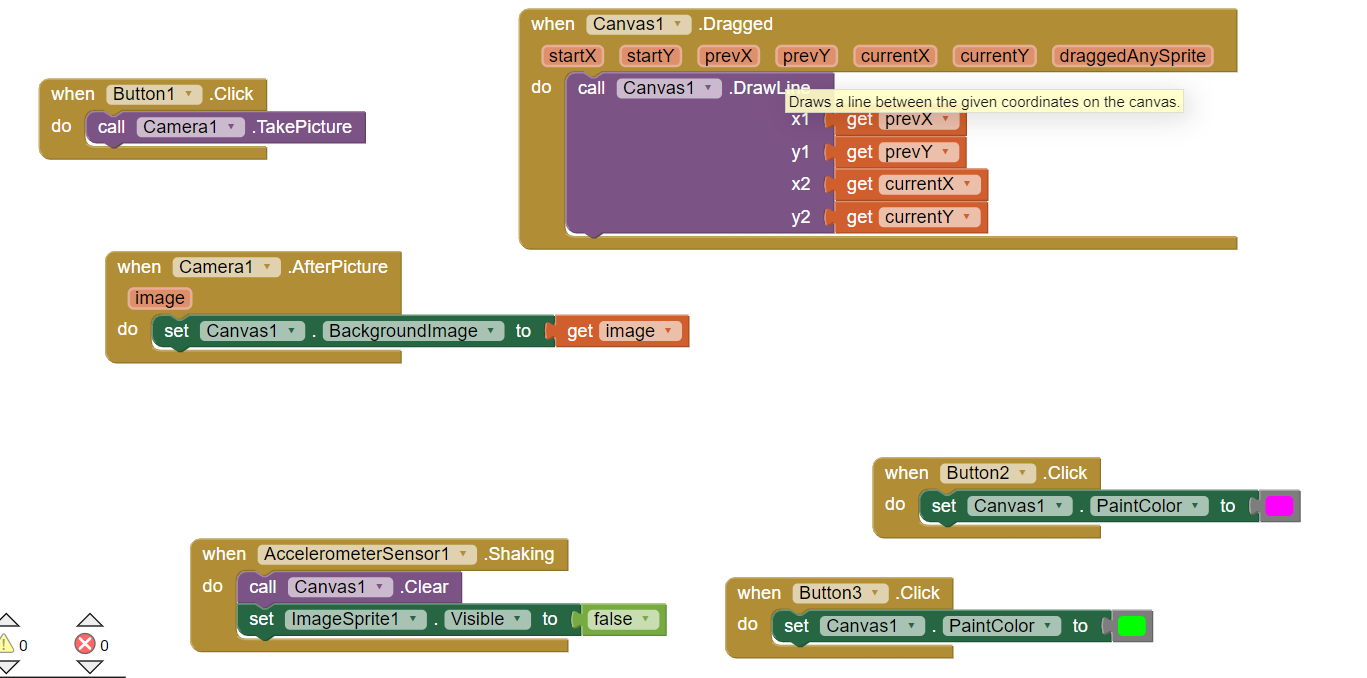 when Canvas1 .Dragged
startX startY prevX prevY currentX currentY draggedAnySprite
do call Canvas1 .DrawLine
Draws a line between the given coordinates on the canvas.
x1 get prevX
y1 get prevY
x2 get currentX
y2 get currentY
when Button1 .Click
do call Camera1 .TakePicture
when Camera1 .AfterPicture
image
do set Canvas1 . BackgroundImage to get image
when Button2 .Click
do set Canvas1 . PaintColor to
when AccelerometerSensor1 .Shaking
do call Canvas1 .Clear
set ImageSprite1 . Visible to false
when Button3 .Click
do set Canvas1 . PaintColor to
0 0